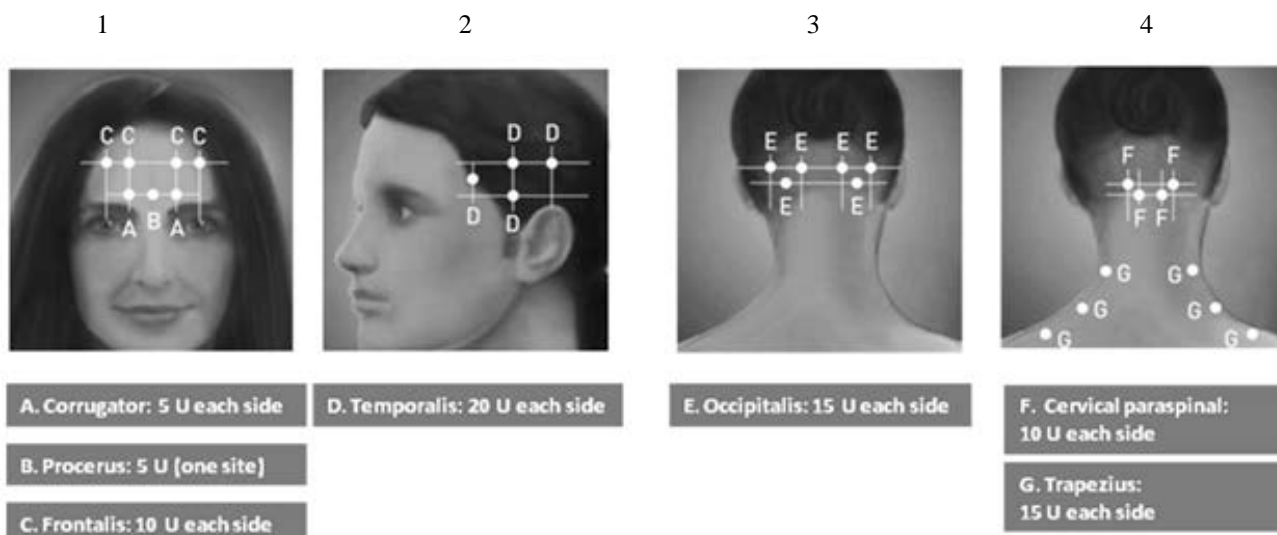 1 2 3 4
C C C C
A B A
D D
D D
E E E E
E E
F F
F F
G G
G G
G G
A. Corrugator: 5 U each side
B. Procerus: 5 U (one site)
C. Frontalis: 10 U each side
D. Temporalis: 20 U each side
E. Occipitalis: 15 U each side
F. Cervical paraspinal:
10 U each side
G. Trapezius:
15 U each side